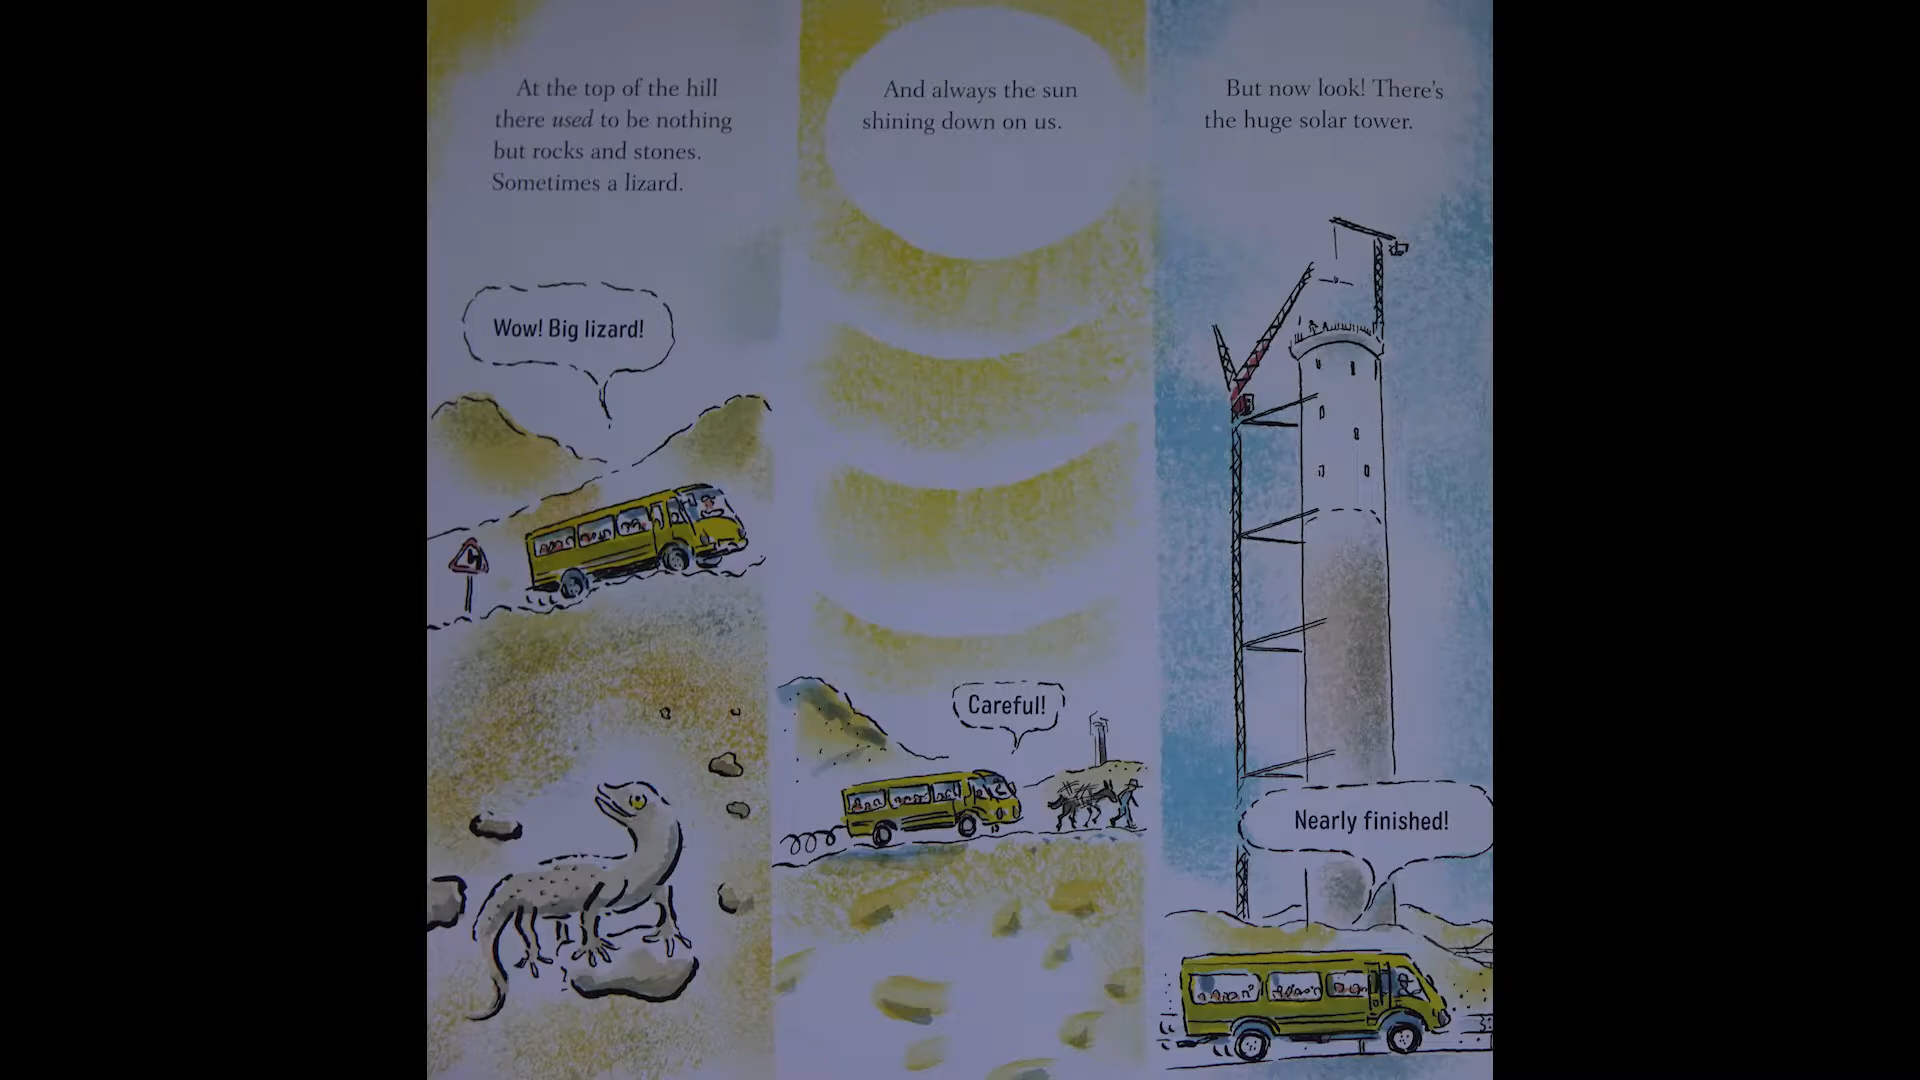 At the top of the hill
there used to be nothing
but rocks and stones.
Sometimes a lizard.
Wow! Big lizard!
And always the sun
shining down on us.
Careful!
But now look! There's
the huge solar tower.
Nearly finished!